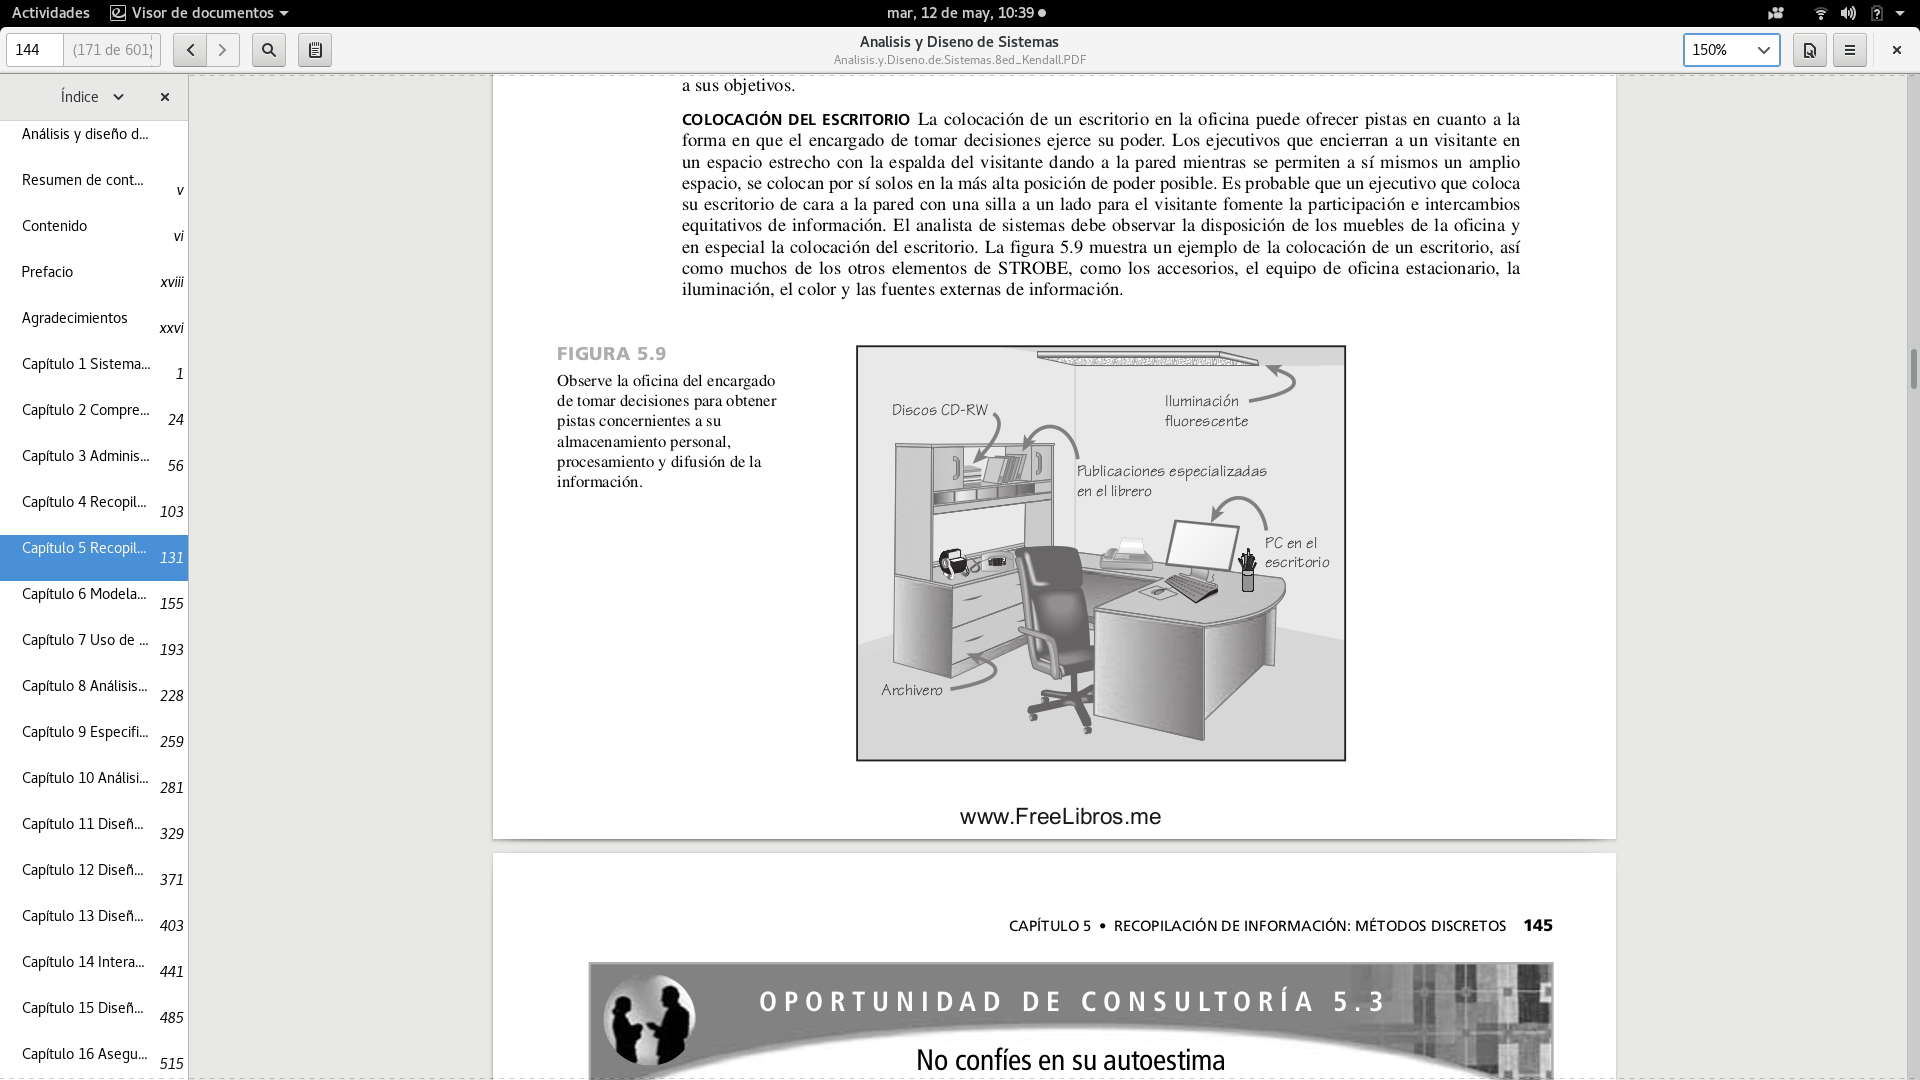 Actividades
Visor de documentos
mar, 12 de may, 10:39
144
(171 de 601)
Analisis y Diseno de Sistemas
Analisis.y.Diseno.de.Sistemas.8ed_Kendall.PDF
150%
Índice
Análisis y diseño d...
Resumen de cont...
v
Contenido
vi
Prefacio
xviii
Agradecimientos
xxvi
Capítulo 1 Sistema...
1
Capítulo 2 Compre...
24
Capítulo 3 Adminis...
56
Capítulo 4 Recopil...
103
Capítulo 5 Recopil...
131
Capítulo 6 Modela...
155
Capítulo 7 Uso de ...
193
Capítulo 8 Análisis...
228
Capítulo 9 Especifi...
259
Capítulo 10 Análisi...
281
Capítulo 11 Diseñ...
329
Capítulo 12 Diseñ...
371
Capítulo 13 Diseñ...
403
Capítulo 14 Intera...
441
Capítulo 15 Diseñ...
485
Capítulo 16 Asegu...
515
a sus objetivos.
COLOCACIÓN DEL ESCRITORIO La colocación de un escritorio en la oficina puede ofrecer pistas en cuanto a la
forma en que el encargado de tomar decisiones ejerce su poder. Los ejecutivos que encierran a un visitante en
un espacio estrecho con la espalda del visitante dando a la pared mientras se permiten a sí mismos un amplio
espacio, se colocan por sí solos en la más alta posición de poder posible. Es probable que un ejecutivo que coloca
su escritorio de cara a la pared con una silla a un lado para el visitante fomente la participación e intercambios
equitativos de información. El analista de sistemas debe observar la disposición de los muebles de la oficina y
en especial la colocación del escritorio. La figura 5.9 muestra un ejemplo de la colocación de un escritorio, así
como muchos de los otros elementos de STROBE, como los accesorios, el equipo de oficina estacionario, la
iluminación, el color y las fuentes externas de información.
FIGURA 5.9
Observe la oficina del encargado
de tomar decisiones para obtener
pistas concernientes a su
almacenamiento personal,
procesamiento y difusión de la
información.
Discos CD-RW
Iluminación
fluorescente
Publicaciones especializadas
en el librero
PC en el
escritorio
Archivero
www.FreeLibros.me
CAPÍTULO 5 • RECOPILACIÓN DE INFORMACIÓN: MÉTODOS DISCRETOS 145
OPORTUNIDAD DE CONSULTORÍA 5.3
No confíes en su autoestima